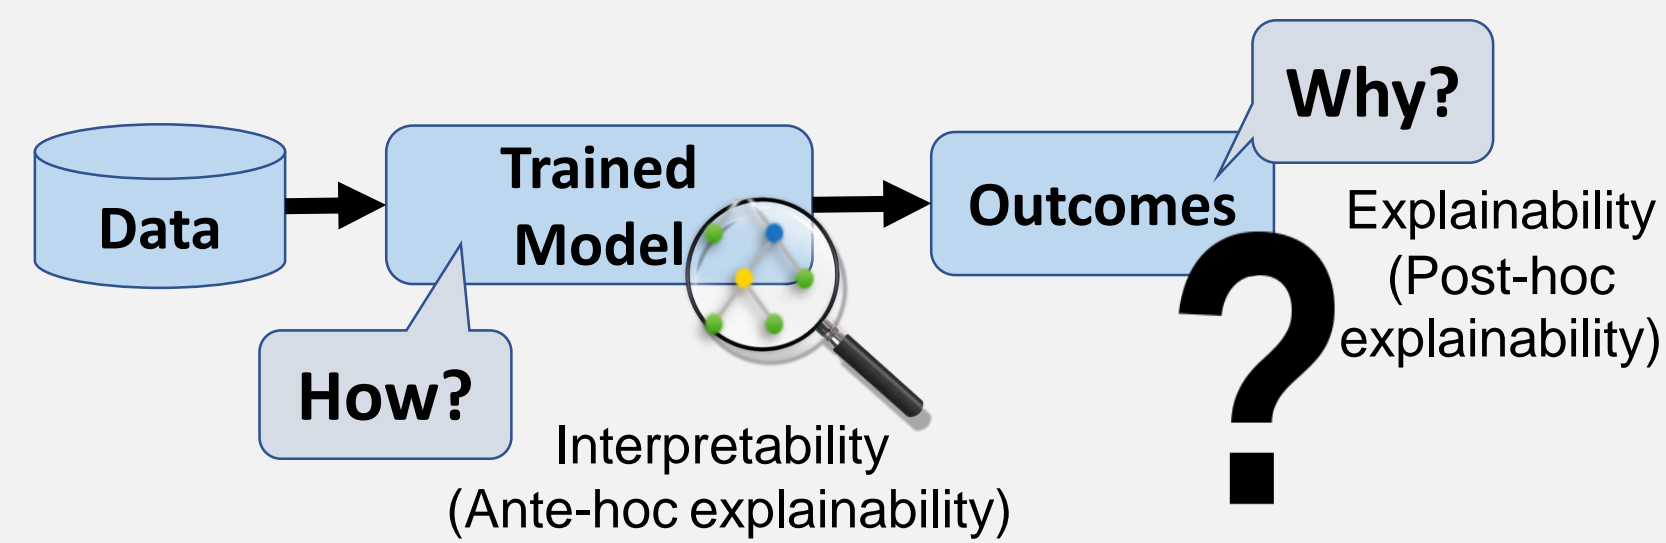 Data
Trained
Model
How?
Interpretability
(Ante-hoc explainability)
Outcomes
Why?
Explainability
(Post-hoc
explainability)
?